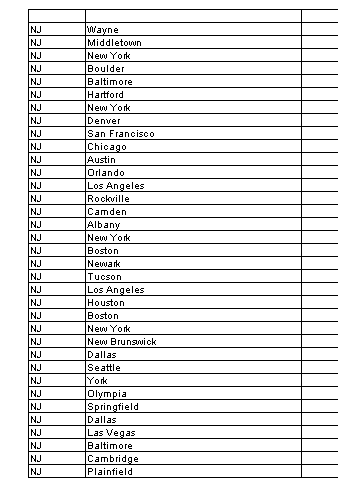 NJ Wayne
NJ Middletown
NJ New York
NJ Boulder
NJ Baltimore
NJ Hartford
NJ New York
NJ Denver
NJ San Francisco
NJ Chicago
NJ Austin
NJ Orlando
NJ Los Angeles
NJ Rockville
NJ Camden
NJ Albany
NJ New York
NJ Boston
NJ Newark
NJ Tucson
NJ Los Angeles
NJ Houston
NJ Boston
NJ New York
NJ New Brunswick
NJ Dallas
NJ Seattle
NJ York
NJ Olympia
NJ Springfield
NJ Dallas
NJ Las Vegas
NJ Baltimore
NJ Cambridge
NJ Plainfield